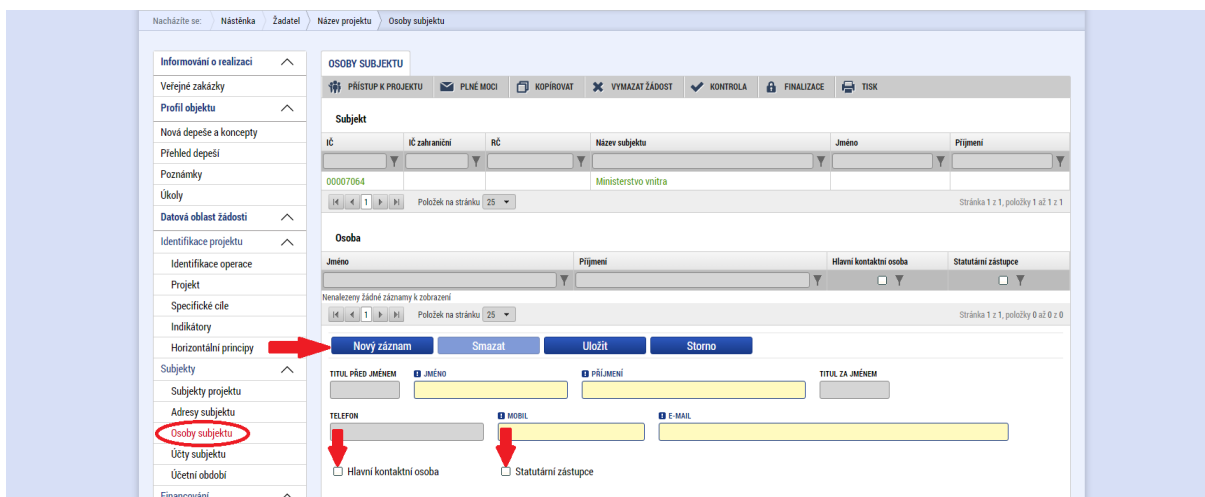 Nacházíte se: Nástěnka Žadatel Název projektu Osoby subjektu
Informování o realizaci
Veřejné zakázky
Profil objektu
Nová depeše a koncepty
Přehled depeší
Poznámky
Úkoly
Datová oblast žádosti
Identifikace projektu
Identifikace operace
Projekt
Specifické cíle
Indikátory
Horizontální principy
Subjekty
Subjekty projektu
Adresy subjektu
Osoby subjektu
Účty subjektu
Účetní období
Financování
OSOBY SUBJEKTU
PŘÍSTUP K PROJEKTU PLNÉ MOCI KOPÍROVAT VYMAZAT ŽÁDOST KONTROLA FINALIZACE TISK
Subjekt
IČ IČ zahraniční RČ Název subjektu Jméno Příjmení
00007064 Ministerstvo vnitra
1 Položek na stránku 25 Stránka 1 z 1, položky 1 až 1 z 1
Osoba
Jméno Příjmení Hlavní kontaktní osoba Statutární zástupce
Nenalezeny žádné záznamy k zobrazení
1 Položek na stránku 25 Stránka 1 z 1, položky 0 až 0 z 0
Nový záznam Smazat Uložit Storno
TITUL PŘED JMÉNEM JMÉNO PŘÍJMENÍ TITUL ZA JMÉNEM
TELEFON MOBIL E-MAIL
Hlavní kontaktní osoba Statutární zástupce